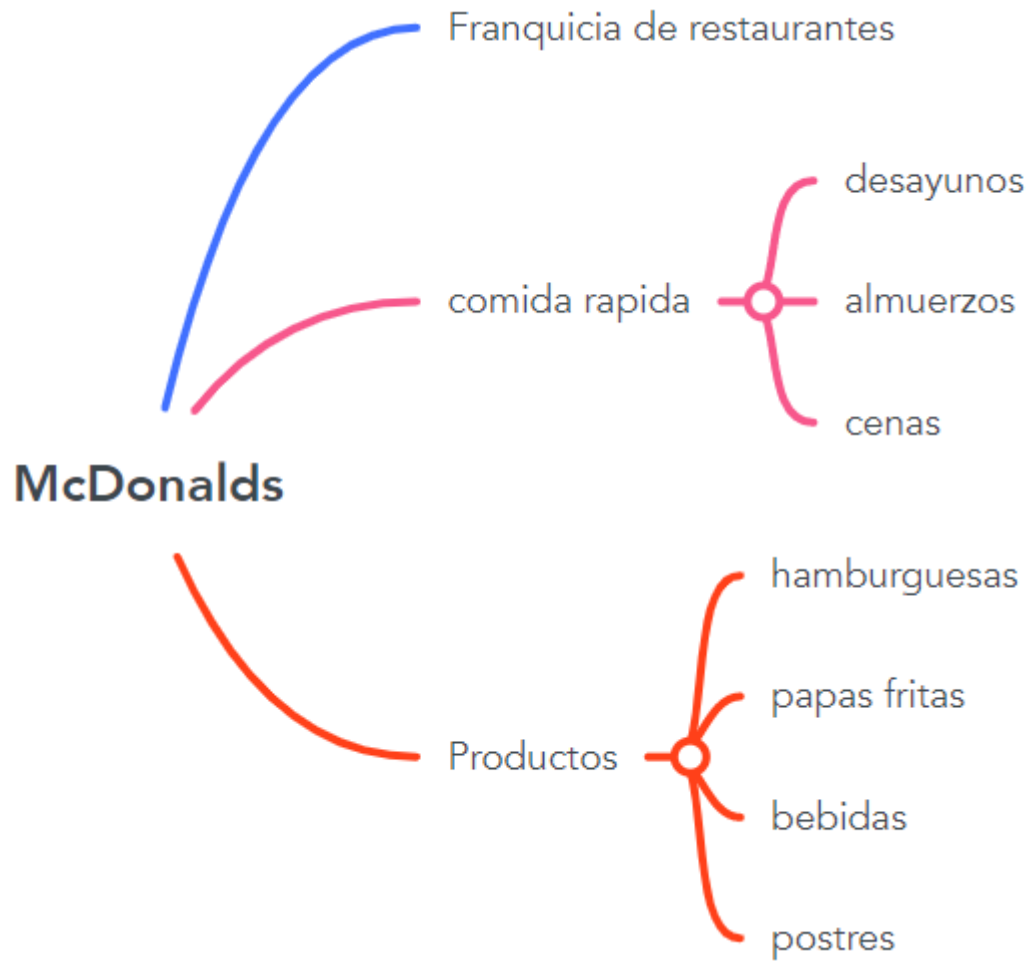 Franquicia de restaurantes
desayunos
comida rapida
almuerzos
cenas
McDonalds
hamburguesas
papas fritas
Productos
bebidas
postres